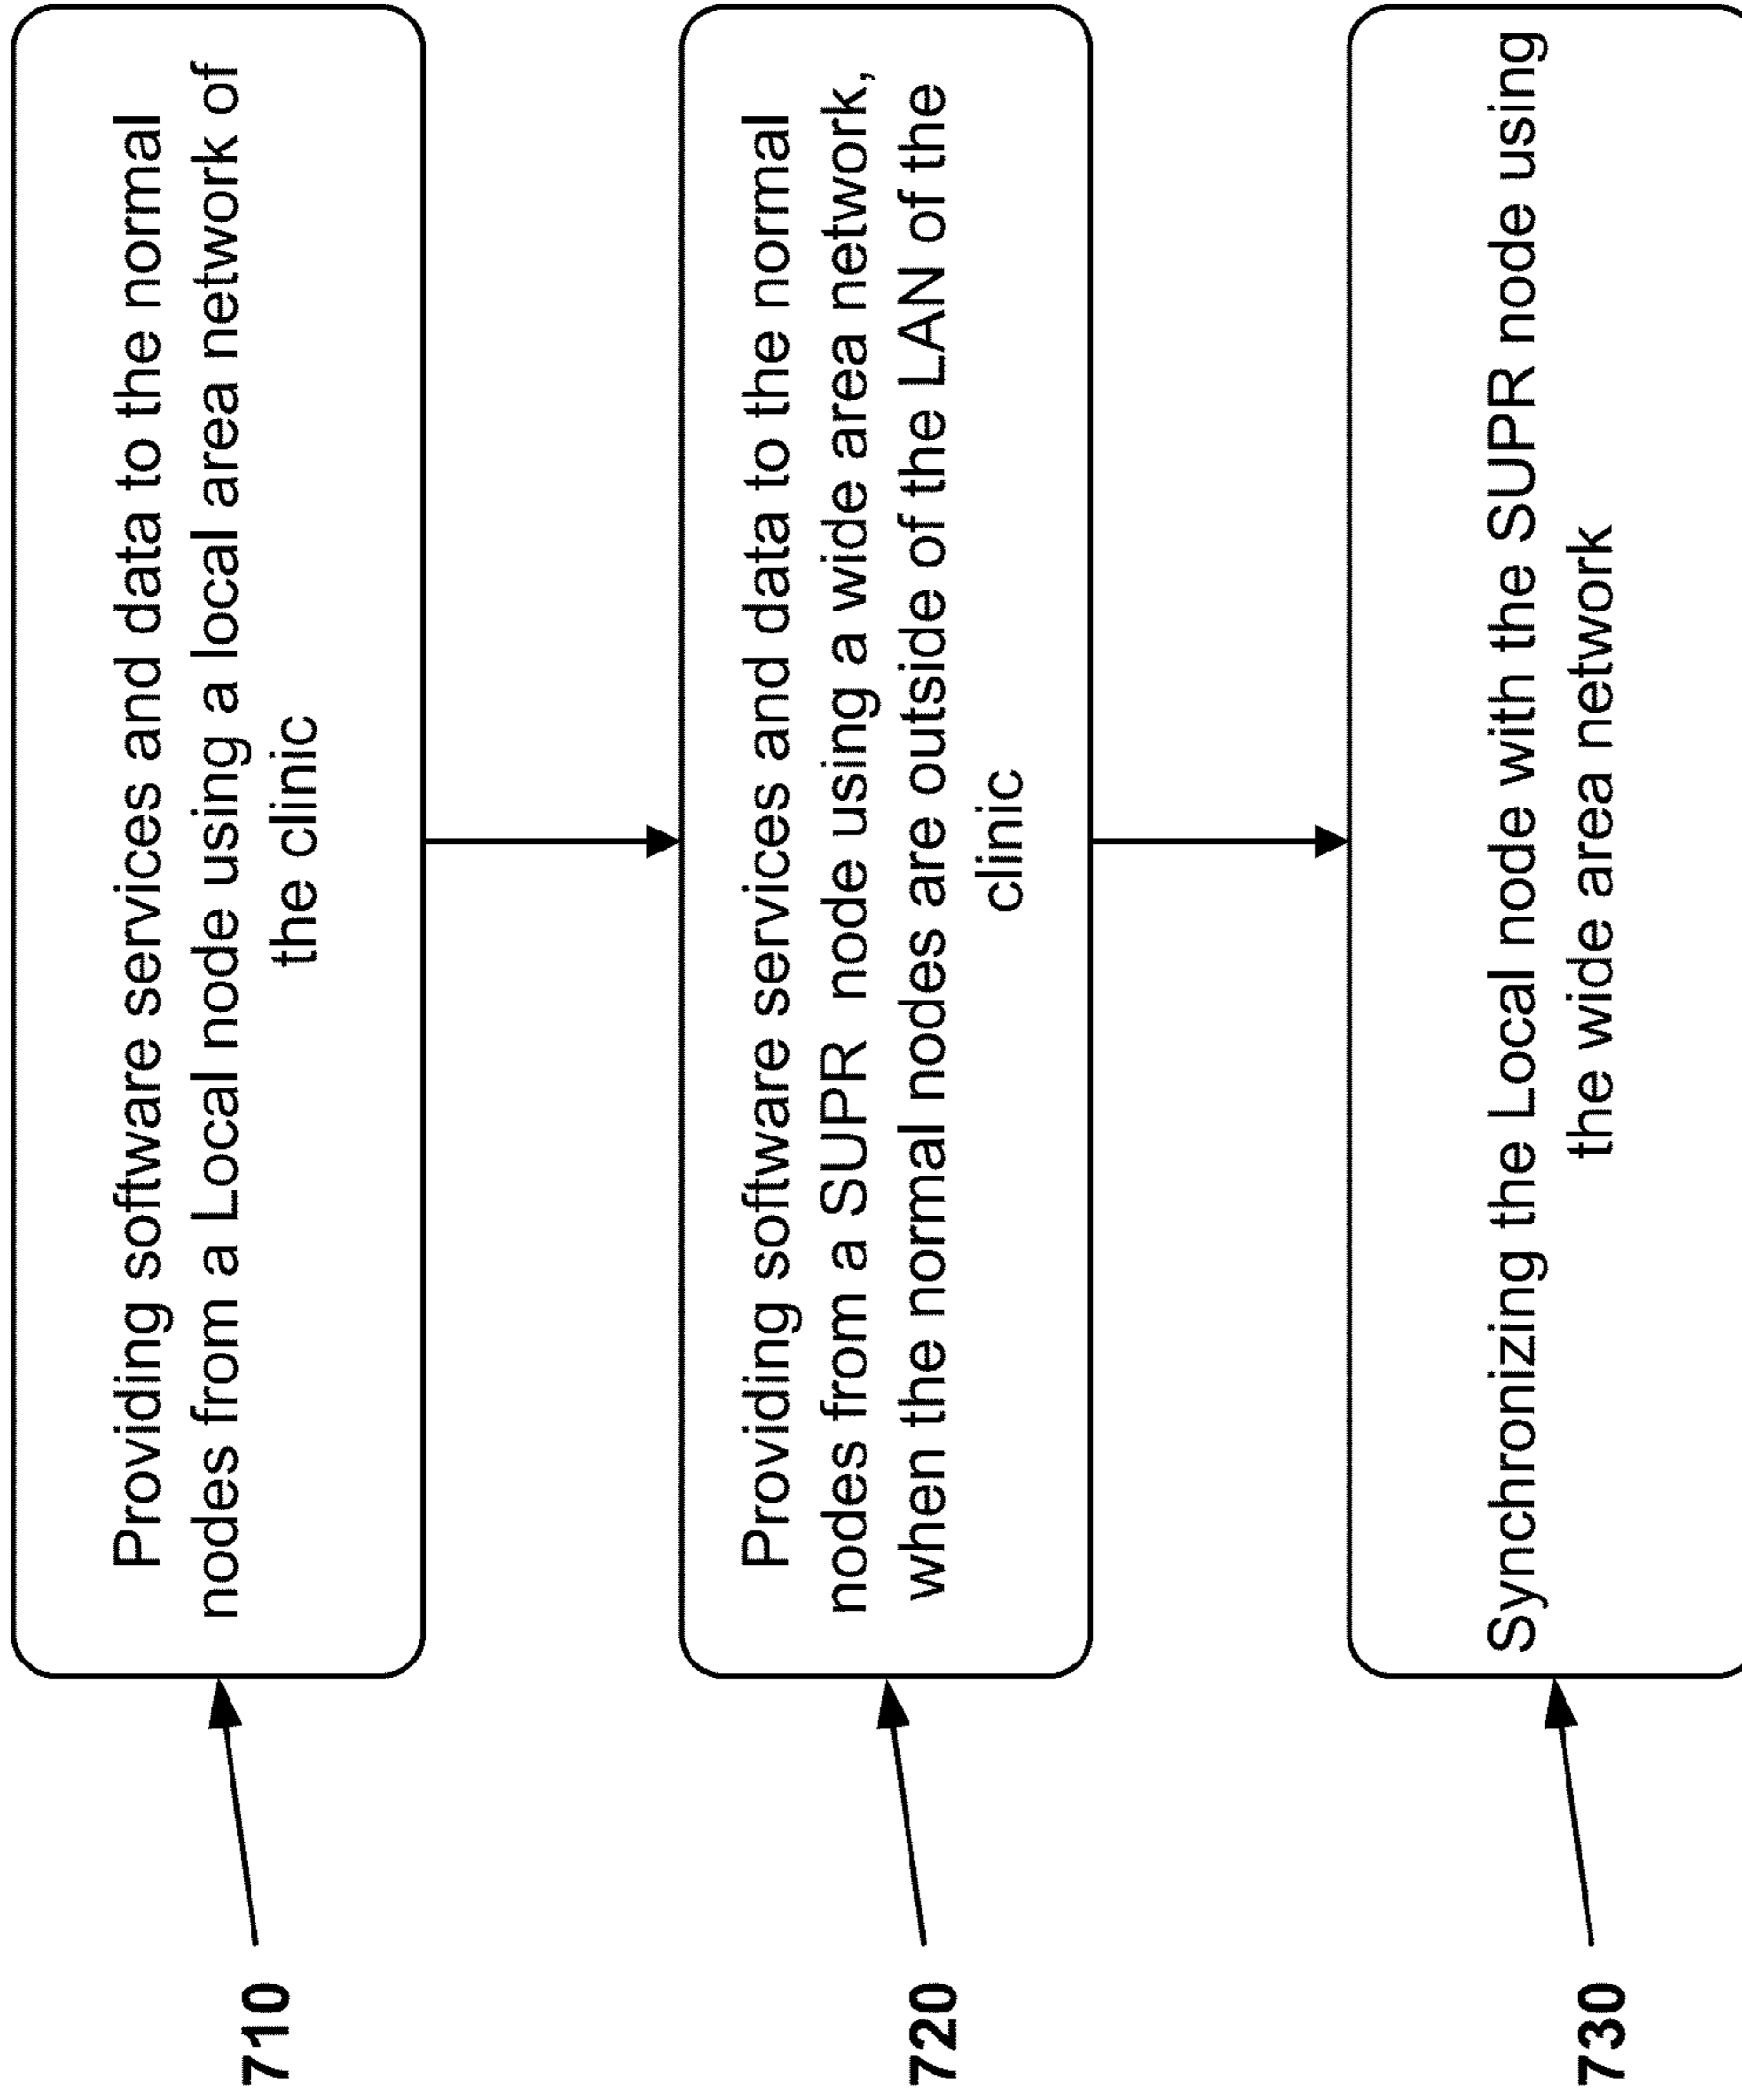 710
Providing software services and data to the normal
nodes from a Local node using a local area network of
the clinic
720
Providing software services and data to the normal
nodes from a SUPR node using a wide area network,
when the normal nodes are outside of the LAN of the
clinic
730
Synchronizing the Local node with the SUPR node using
the wide area network